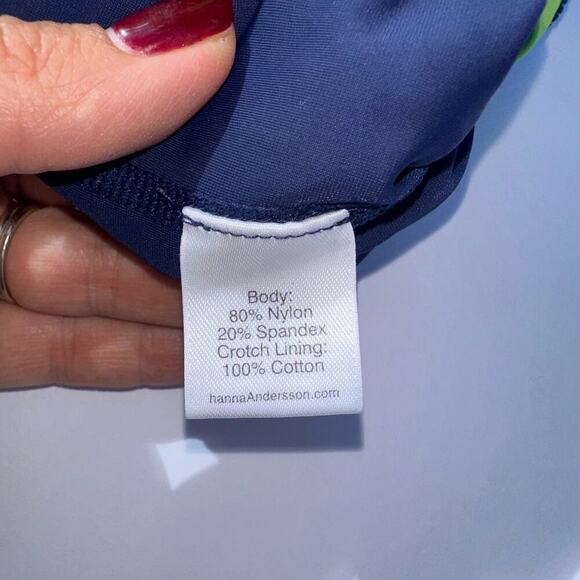 Body:
80% Nylon
20% Spandex
Crotch Lining:
100% Cotton
hannaAndersson.com